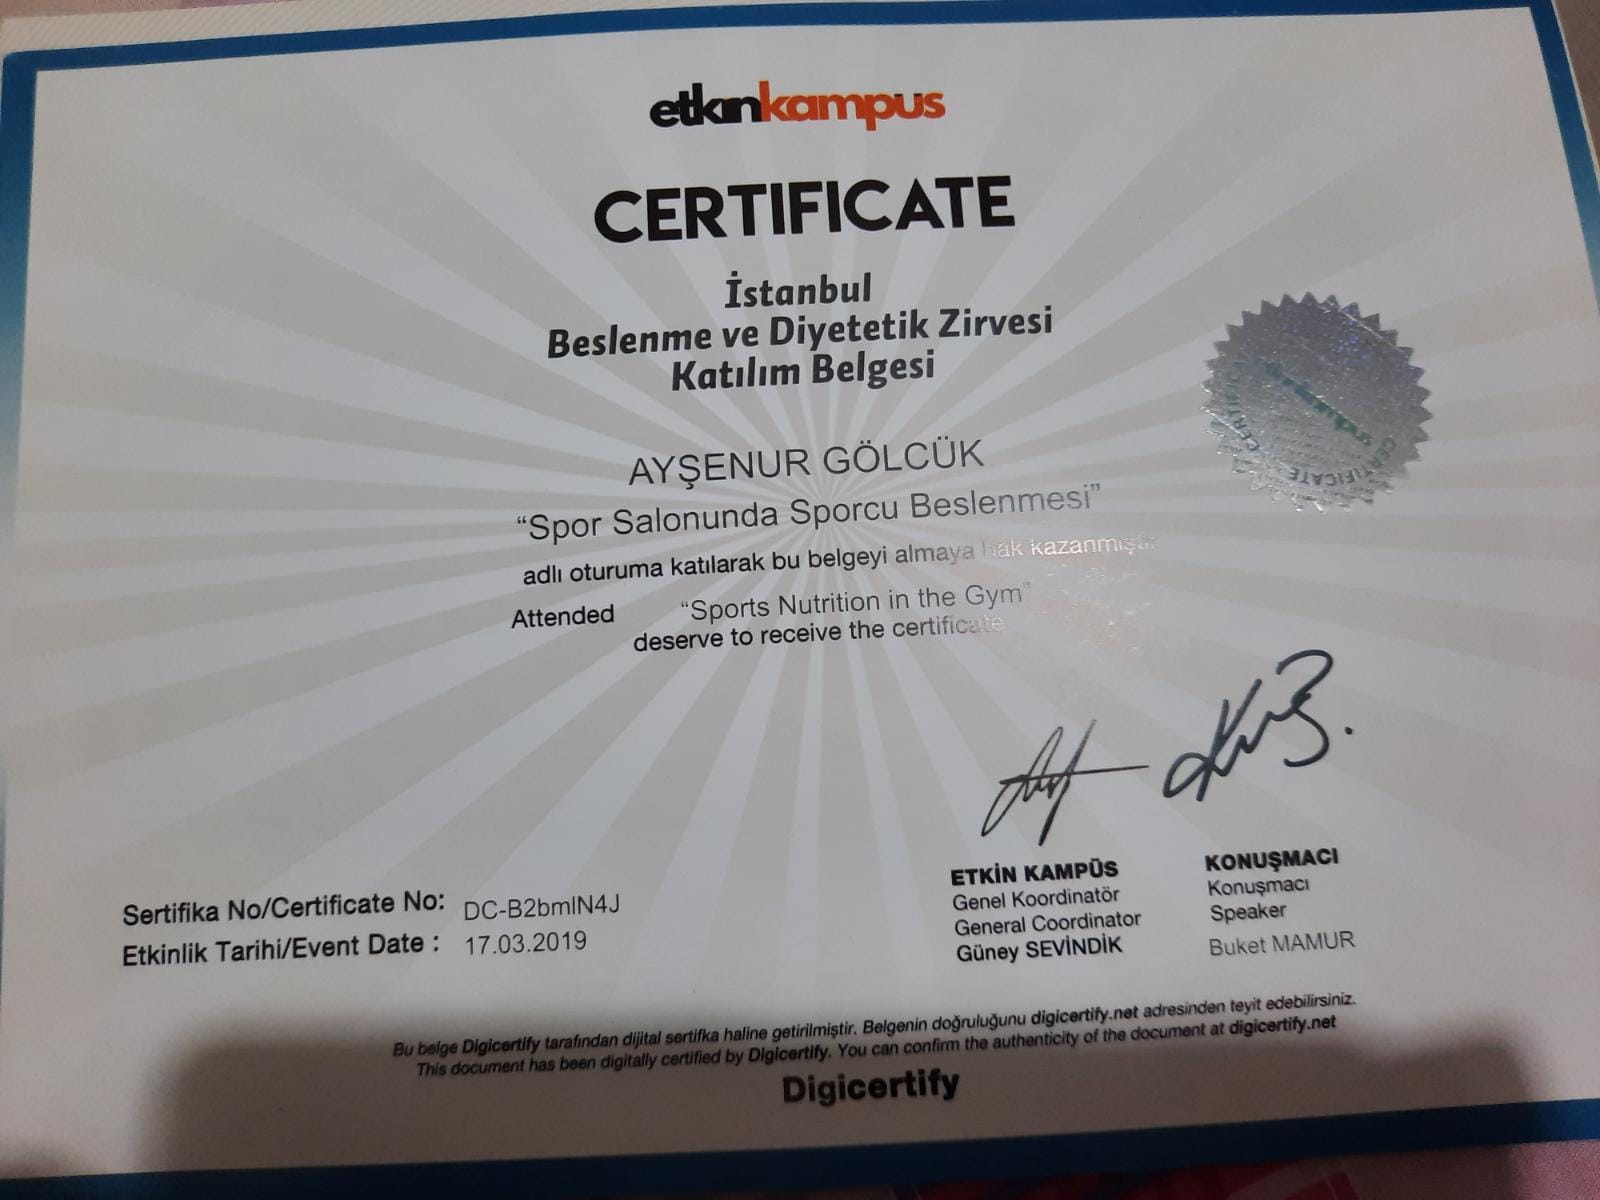 etkinkampus
CERTIFICATE
İstanbul
Beslenme ve Diyetetik Zirvesi
Katılım Belgesi
AYŞENUR GÖLCÜK
“Spor Salonunda Sporcu Beslenmesi”
adlı oturuma katılarak bu belgeyi almaya hak kazanmıştır
Attended “Sports Nutrition in the Gym”
deserve to receive the certificate
CERTIFICATE
ETKİN KAMPÜS
Genel Koordinatör
General Coordinator
Güney SEVİNDİK
KONUŞMACI
Konuşmacı
Speaker
Buket MAMUR
Sertifika No/Certificate No: DC-B2bmlN4J
Etkinlik Tarihi/Event Date : 17.03.2019
Bu belge Digicertify tarafından dijital sertifka haline getirilmiştir. Belgenin doğruluğunu digicertify.net adresinden teyit edebilirsiniz.
This document has been digitally certified by Digicertify. You can confirm the authenticity of the document at digicertify.net
Digicertify